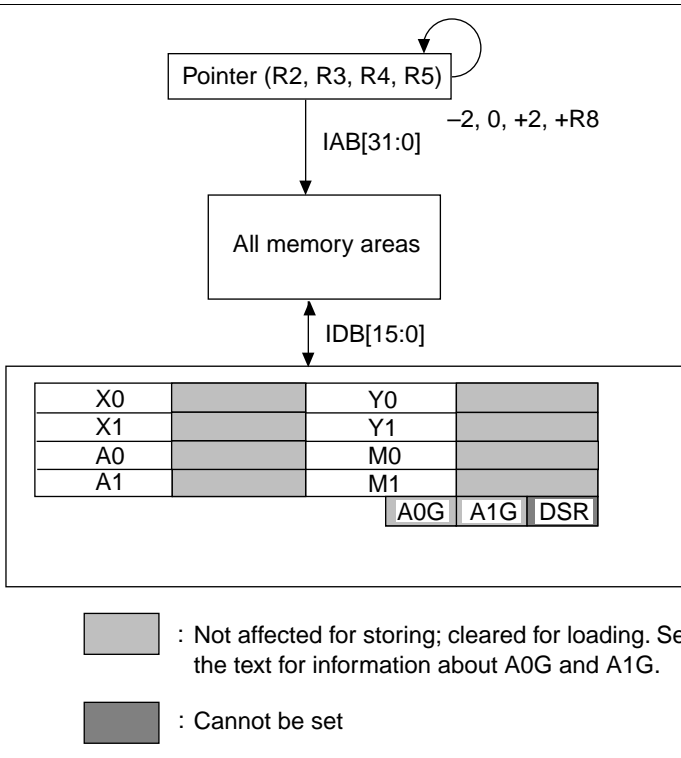 Pointer (R2, R3, R4, R5)
–2, 0, +2, +R8
IAB[31:0]
All memory areas
IDB[15:0]
X0 Y0
X1 Y1
A0 M0
A1 M1
A0G A1G DSR
: Not affected for storing; cleared for loading. Se
the text for information about A0G and A1G.
: Cannot be set